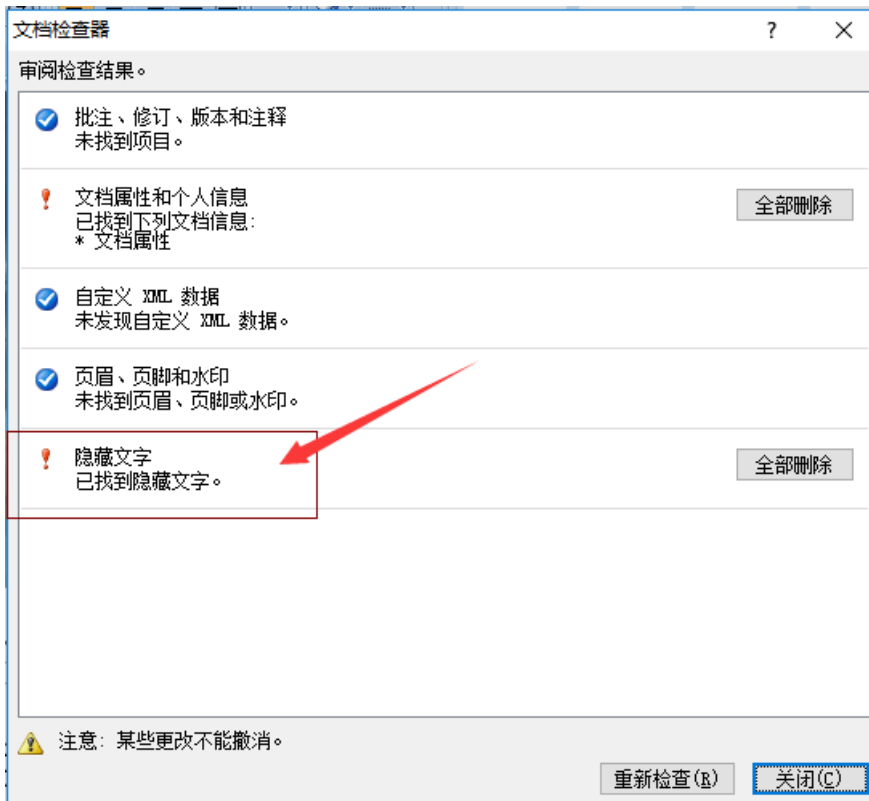 文档检查器
审阅检查结果。
批注、修订、版本和注释
未找到项目。
文档属性和个人信息
已找到下列文档信息:
* 文档属性
全部删除
自定义 XML 数据
未发现自定义 XML 数据。
页眉、页脚和水印
未找到页眉、页脚或水印。
隐藏文字
已找到隐藏文字。
全部删除
注意: 某些更改不能撤消。
重新检查(R)
关闭(C)